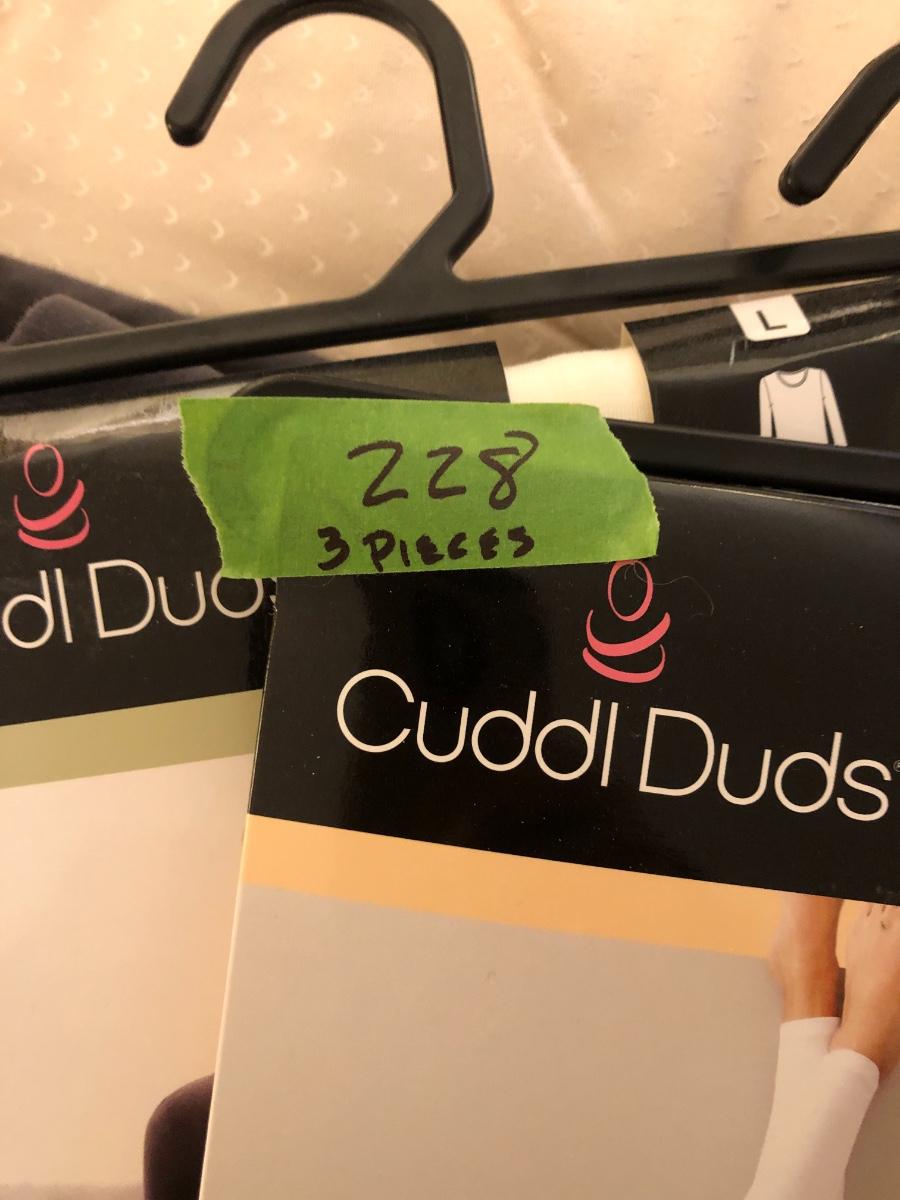 L
228
3 PIECES
dl Duds
Cuddl Duds®